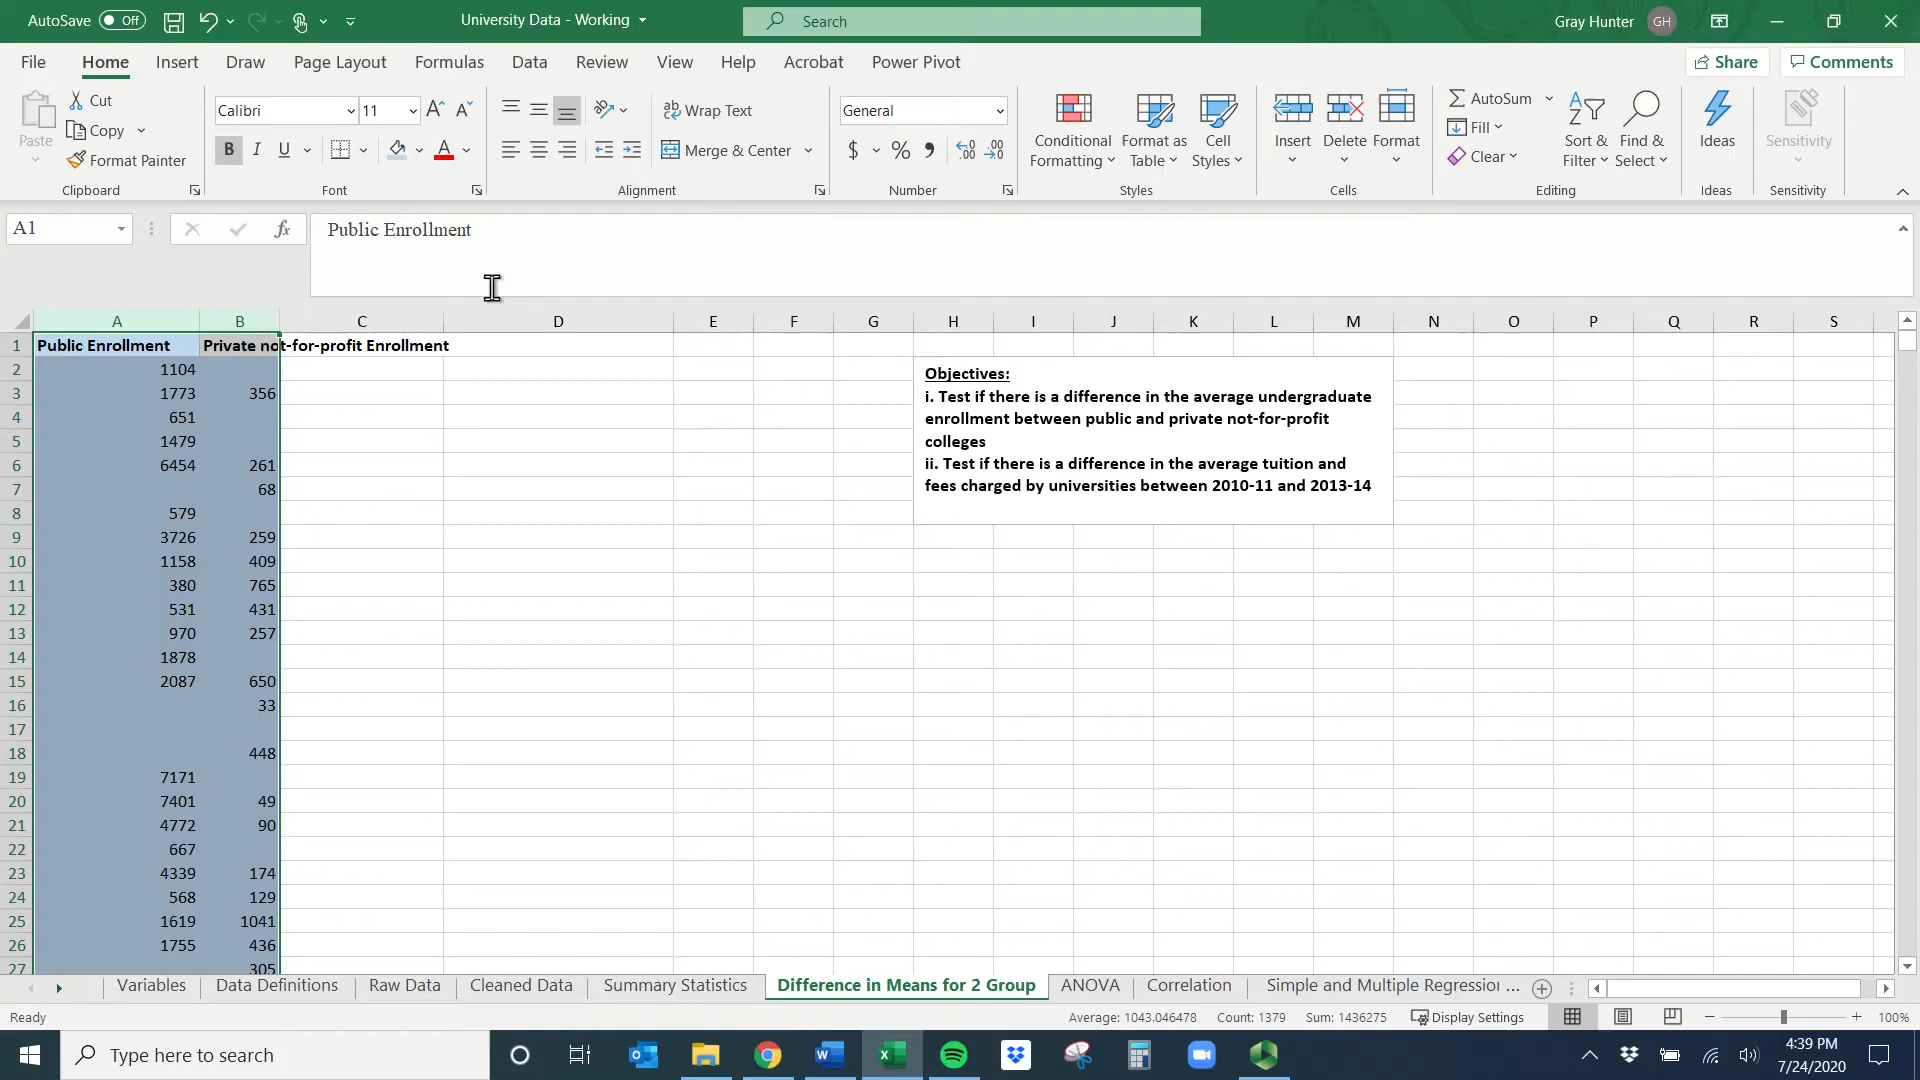 AutoSave Off University Data - Working Search Gray Hunter GH
File Home Insert Draw Page Layout Formulas Data Review View Help Acrobat Power Pivot Share Comments
Paste Cut Copy Format Painter Clipboard
Calibri 11 B I U A Font
Wrap Text Merge & Center Alignment
General $ % Number
Conditional Formatting Format as Table Cell Styles Styles
Insert Delete Format Cells
AutoSum Fill Clear Sort & Filter Find & Select Editing
Ideas Ideas
Sensitivity Sensitivity
A1 fx Public Enrollment
A B C D E F G H I J K L M N O P Q R S
1 Public Enrollment Private not-for-profit Enrollment
2 1104
3 1773 356
4 651
5 1479
6 6454 261
7 68
8 579
9 3726 259
10 1158 409
11 380 765
12 531 431
13 970 257
14 1878
15 2087 650
16 33
17
18 448
19 7171
20 7401 49
21 4772 90
22 667
23 4339 174
24 568 129
25 1619 1041
26 1755 436
27 305
Objectives:
i. Test if there is a difference in the average undergraduate
enrollment between public and private not-for-profit
colleges
ii. Test if there is a difference in the average tuition and
fees charged by universities between 2010-11 and 2013-14
Variables Data Definitions Raw Data Cleaned Data Summary Statistics Difference in Means for 2 Group ANOVA Correlation Simple and Multiple Regression ...
Ready Average: 1043.046478 Count: 1379 Sum: 1436275 Display Settings 100%
Type here to search 4:39 PM
7/24/2020